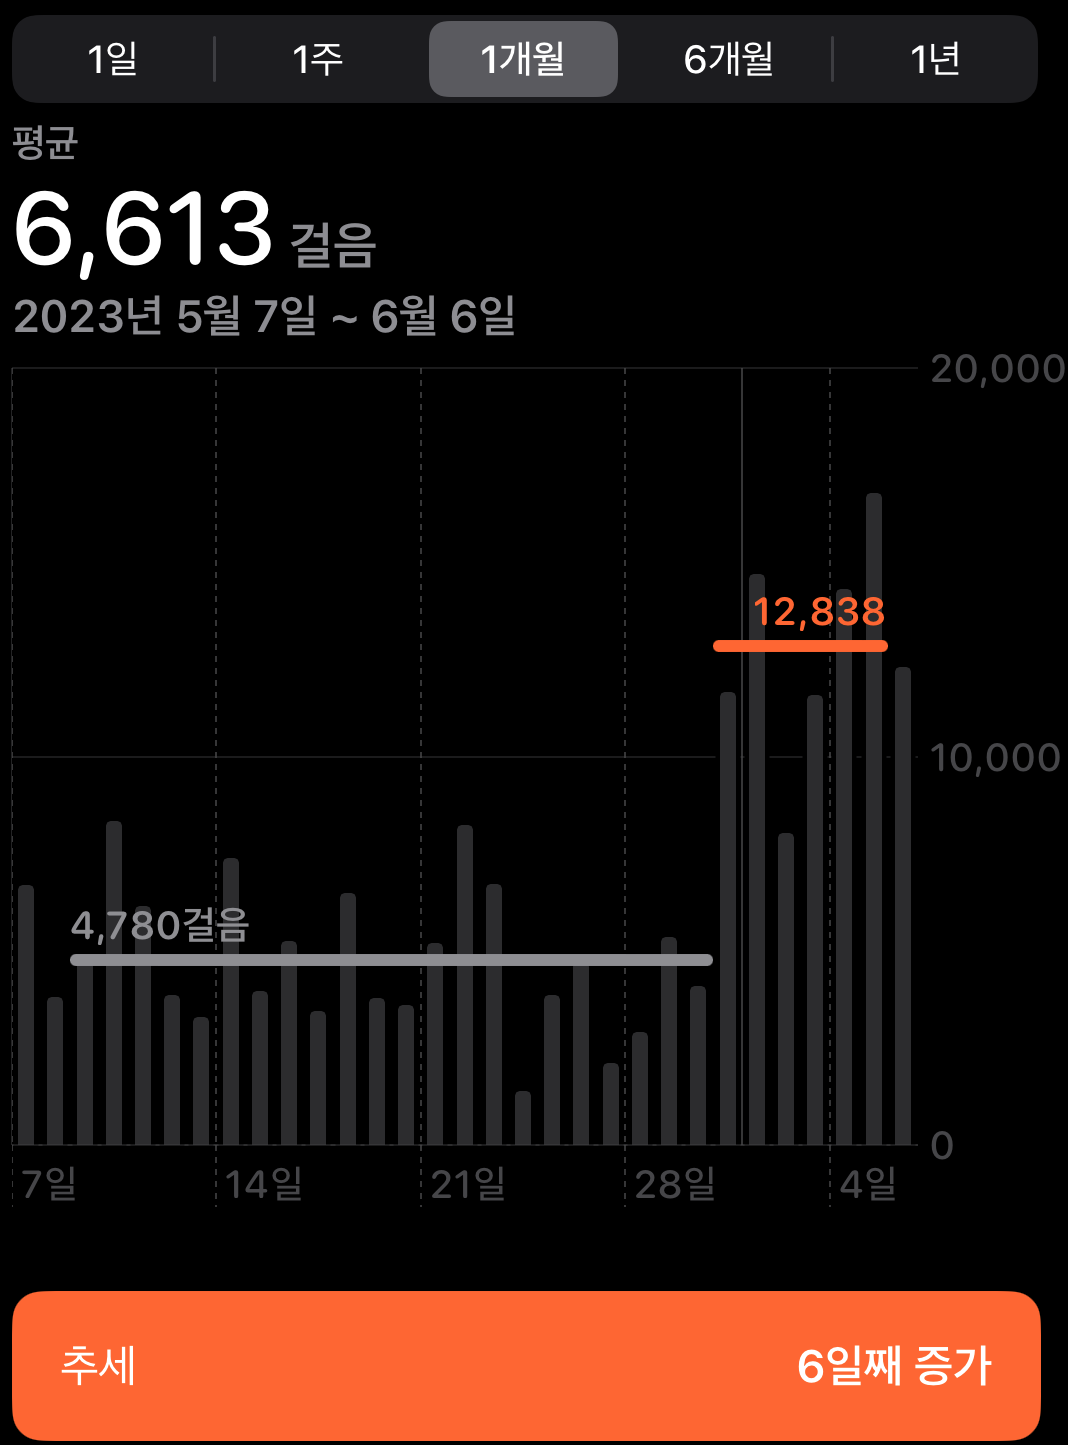 1일 1주 1개월 6개월 1년
평균
6,613 걸음
2023년 5월 7일 ~ 6월 6일
20,000
12,838
10,000
4,780걸음
0
7일 14일 21일 28일 4일
추세 6일째 증가